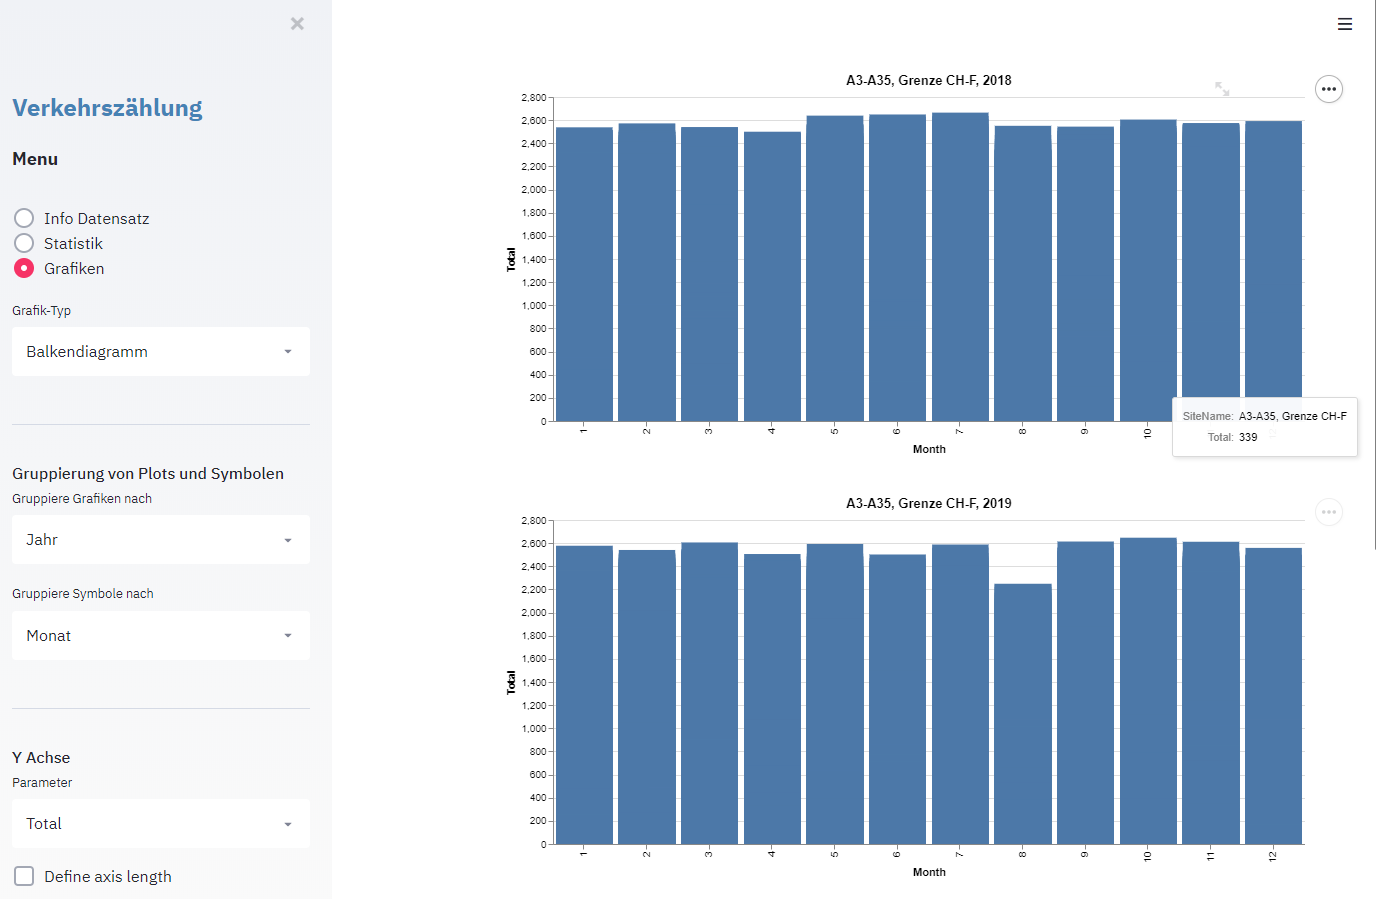 Verkehrszählung
Menu
Info Datensatz
Statistik
Grafiken
Grafik-Typ
Balkendiagramm
Gruppierung von Plots und Symbolen
Gruppiere Grafiken nach
Jahr
Gruppiere Symbole nach
Monat
Y Achse
Parameter
Total
Define axis length
A3-A35, Grenze CH-F, 2018
2,800
2,600
2,400
2,200
2,000
1,800
1,600
1,400
1,200
1,000
800
600
400
200
0
Total
1 2 3 4 5 6 7 8 9 10
Month
SiteName: A3-A35, Grenze CH-F
Total: 339
A3-A35, Grenze CH-F, 2019
2,800
2,600
2,400
2,200
2,000
1,800
1,600
1,400
1,200
1,000
800
600
400
200
0
Total
1 2 3 4 5 6 7 8 9 10 11 12
Month